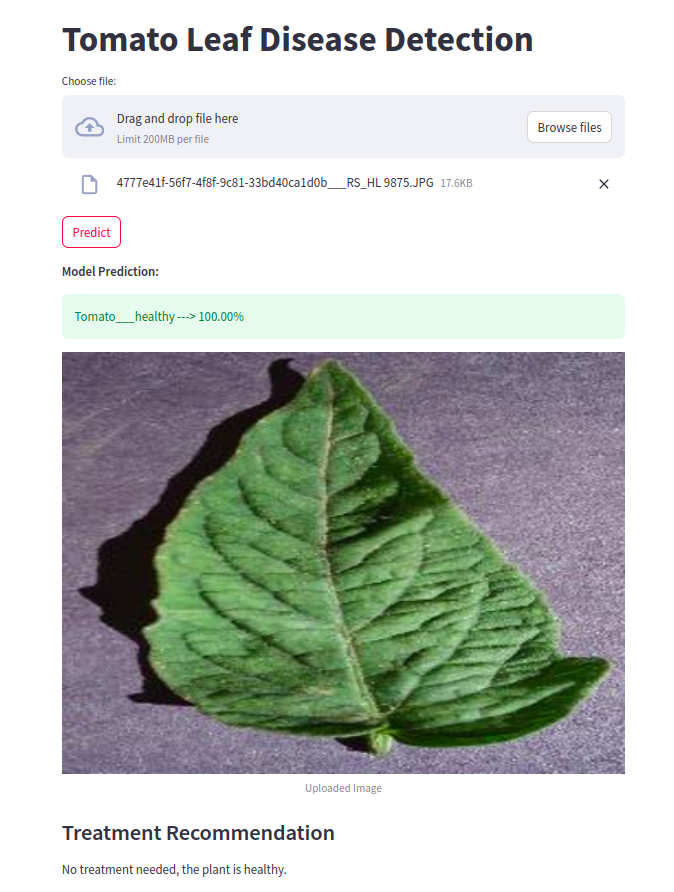 Tomato Leaf Disease Detection
Choose file:
Drag and drop file here
Limit 200MB per file
Browse files
4777e41f-56f7-4f8f-9c81-33bd40ca1d0b___RS_HL 9875.JPG 17.6KB
Predict
Model Prediction:
Tomato___healthy ---> 100.00%
Uploaded Image
Treatment Recommendation
No treatment needed, the plant is healthy.